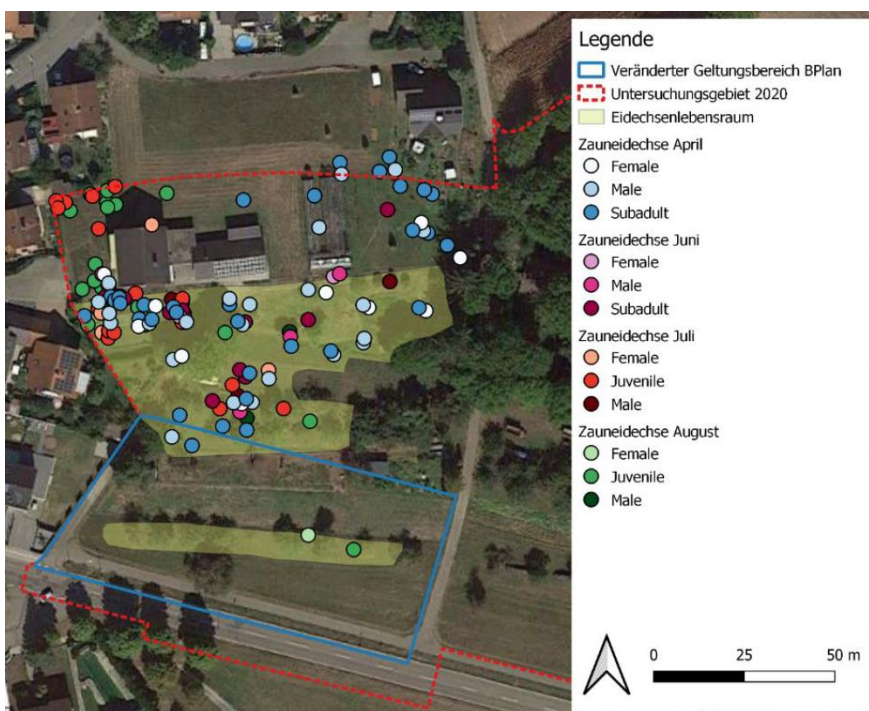 Legende
Veränderter Geltungsbereich BPlan
Untersuchungsgebiet 2020
Eidechsenlebensraum
Zauneidechse April
Female
Male
Subadult
Zauneidechse Juni
Female
Male
Subadult
Zauneidechse Juli
Female
Juvenile
Male
Zauneidechse August
Female
Juvenile
Male
0 25 50 m